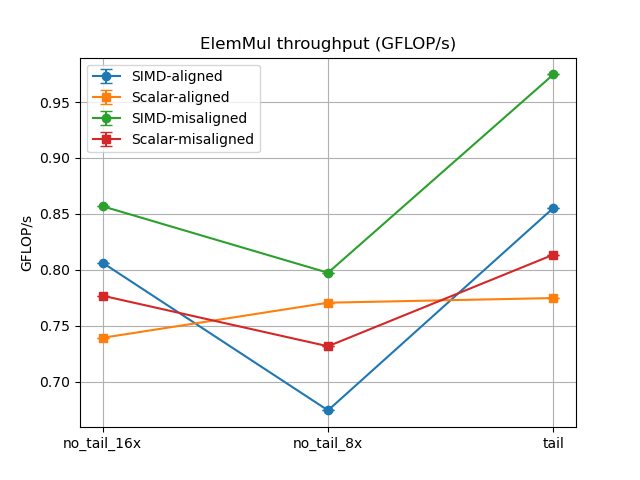 ElemMul throughput (GFLOP/s)
SIMD-aligned
Scalar-aligned
SIMD-misaligned
Scalar-misaligned
0.95
0.90
0.85
0.80
0.75
0.70
GFLOP/s
no_tail_16x
no_tail_8x
tail